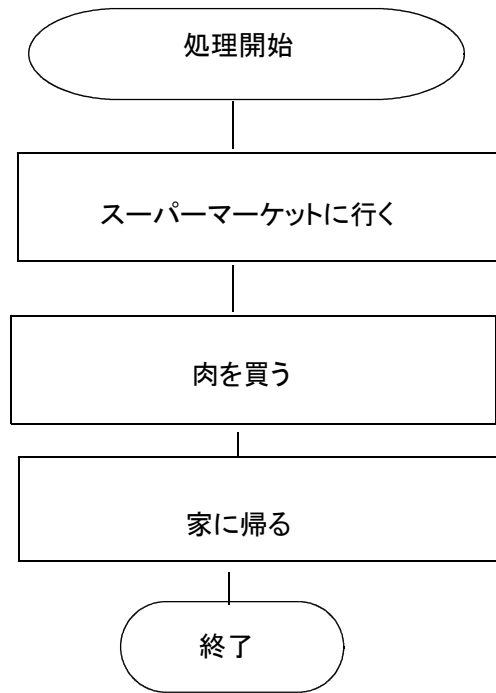 処理開始
スーパーマーケットに行く
肉を買う
家に帰る
終了